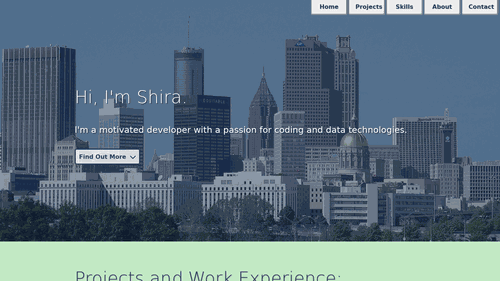 Home
Projects
Skills
About
Contact
Hi, I'm Shira.
I'm a motivated developer with a passion for coding and data technologies.
Find Out More
Projects and Work Experience: